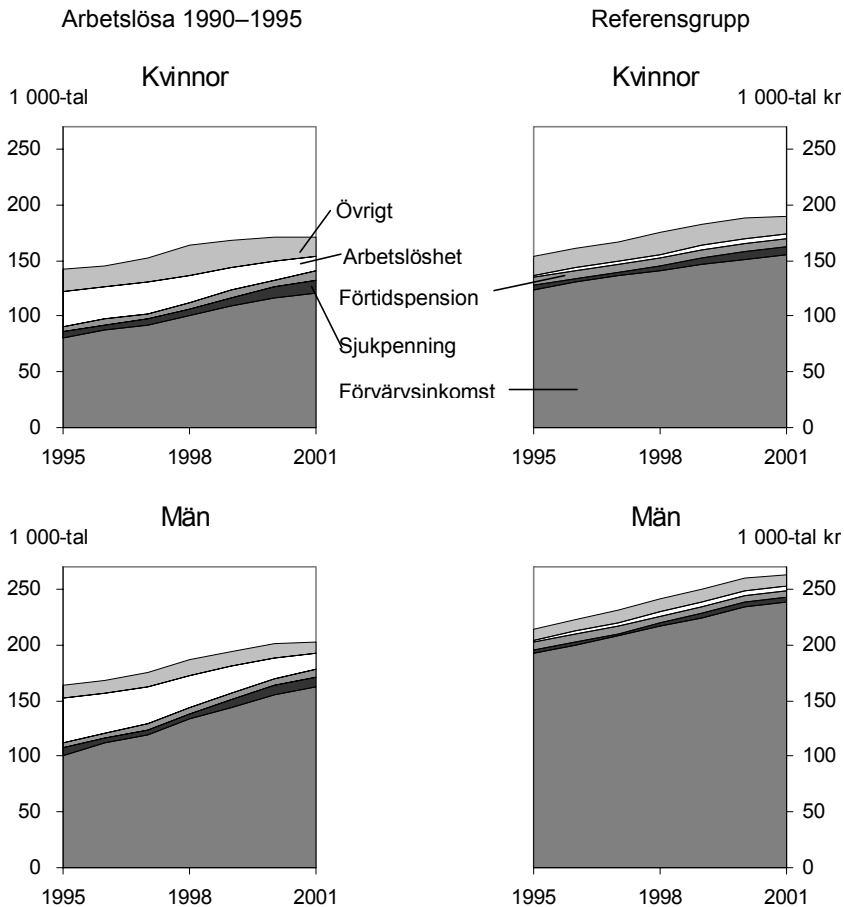 Arbetslösa 1990–1995
Referensgrupp
Kvinnor
Kvinnor
1 000-tal
1 000-tal kr
250
200
150
100
50
0
1995
1998
2001
Övrigt
Arbetslöshet
Förtidspension
Sjukpenning
Förvärvsinkomst
250
200
150
100
50
0
1995
1998
2001
Män
Män
1 000-tal
1 000-tal kr
250
200
150
100
50
0
1995
1998
2001
250
200
150
100
50
0
1995
1998
2001